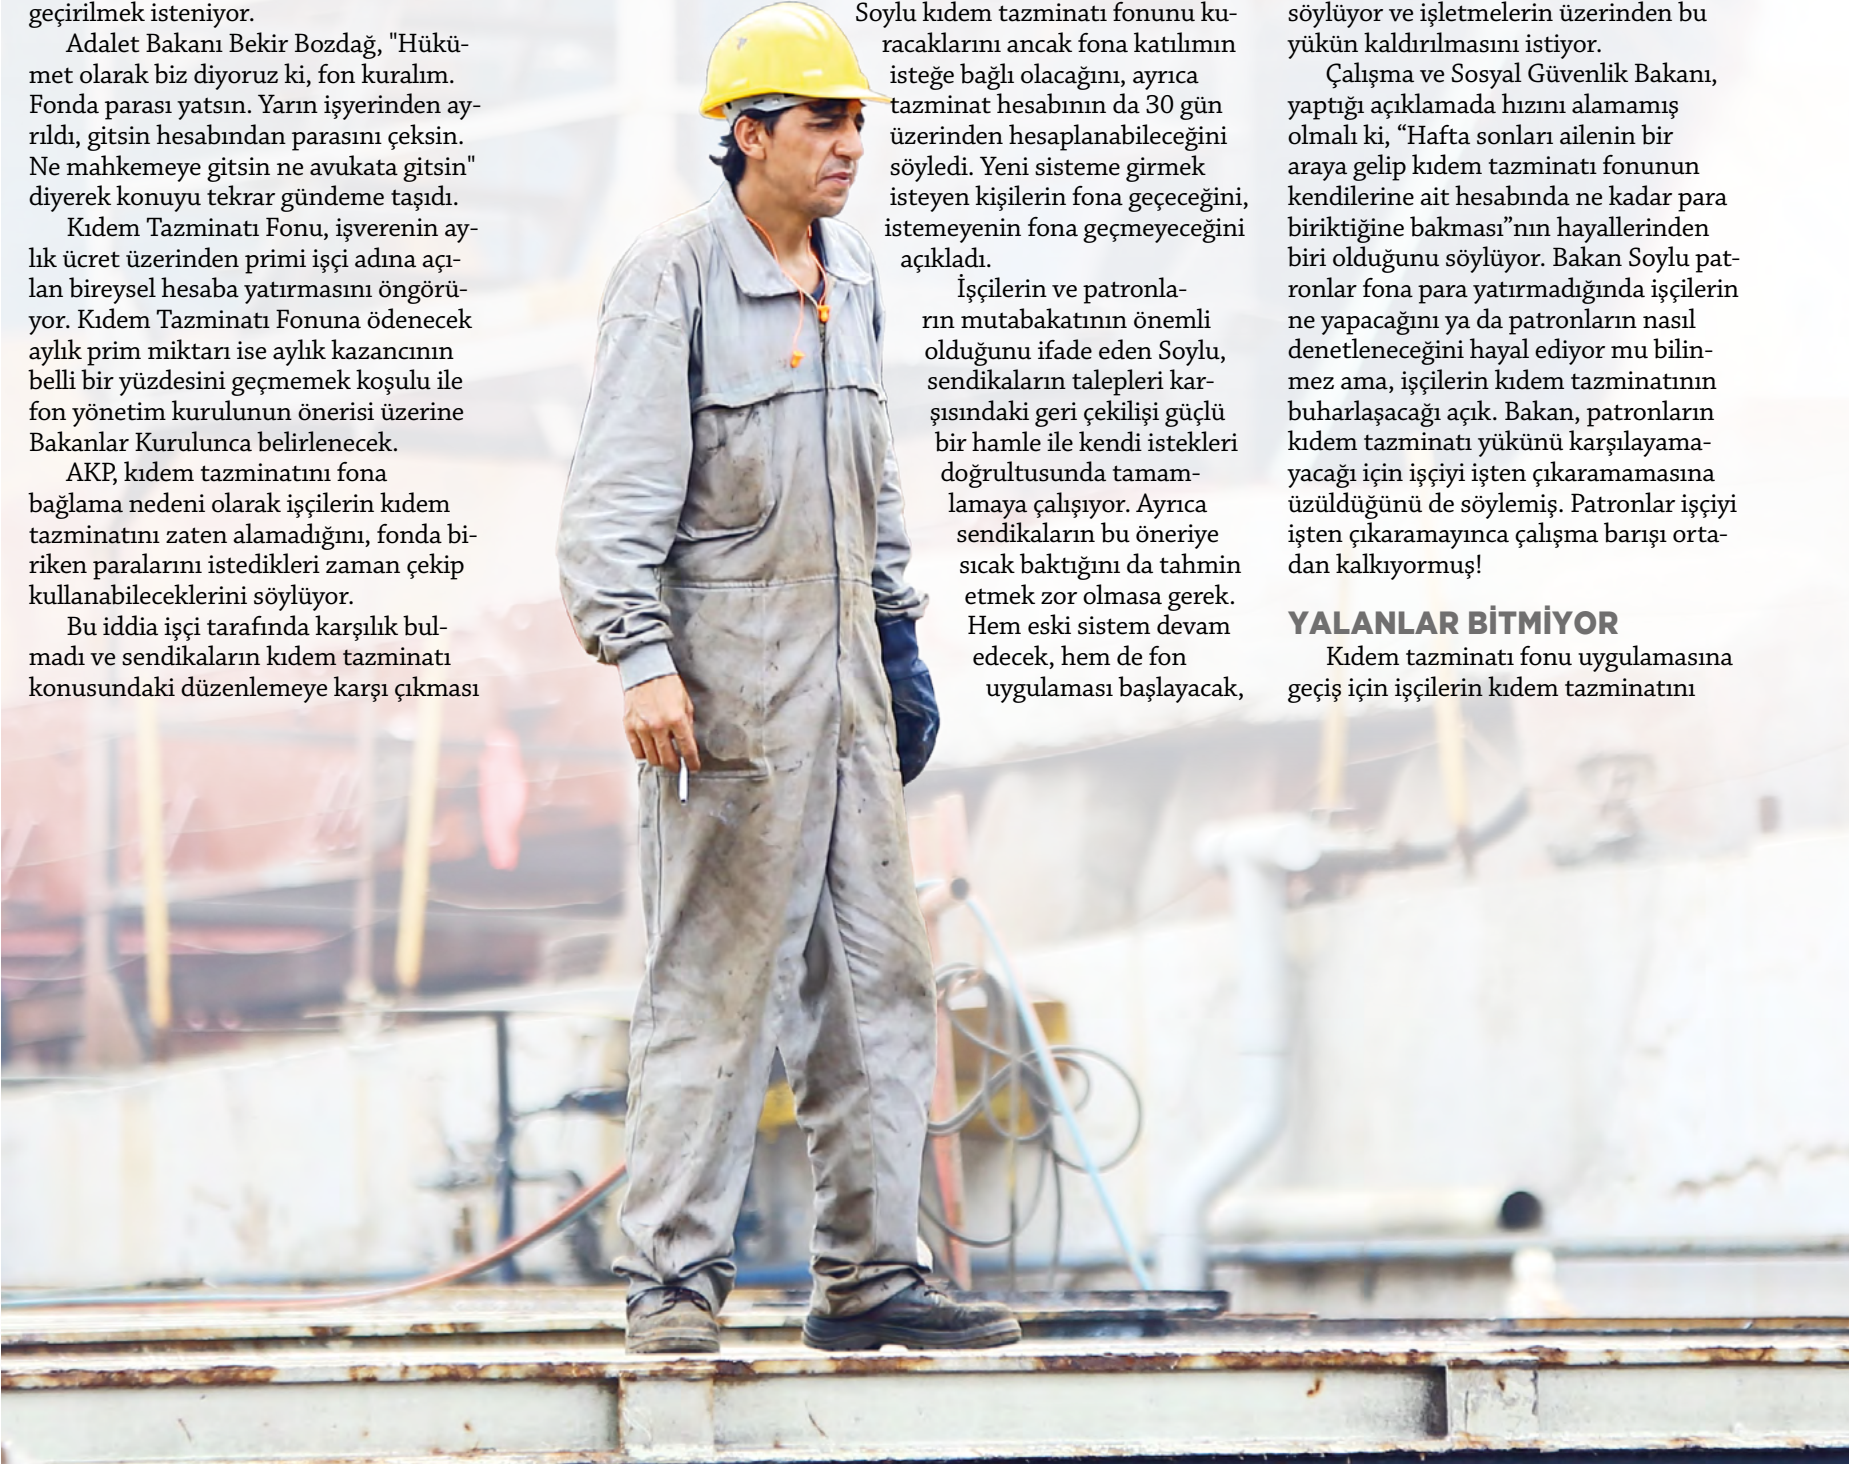 geçirilmek isteniyor.
Adalet Bakanı Bekir Bozdağ, "Hükü-
met olarak biz diyoruz ki, fon kuralım.
Fonda parası yatsın. Yarın işyerinden ay-
rıldı, gitsin hesabından parasını çeksin.
Ne mahkemeye gitsin ne avukata gitsin"
diyerek konuyu tekrar gündeme taşıdı.
Kıdem Tazminatı Fonu, işverenin ay-
lık ücret üzerinden primi işçi adına açı-
lan bireysel hesaba yatırmasını öngörü-
yor. Kıdem Tazminatı Fonuna ödenecek
aylık prim miktarı ise aylık kazancının
belli bir yüzdesini geçmemek koşulu ile
fon yönetim kurulunun önerisi üzerine
Bakanlar Kurulunca belirlenecek.
AKP, kıdem tazminatını fona
bağlama nedeni olarak işçilerin kıdem
tazminatını zaten alamadığını, fonda bi-
riken paralarını istedikleri zaman çekip
kullanabileceklerini söylüyor.
Bu iddia işçi tarafında karşılık bul-
madı ve sendikaların kıdem tazminatı
konusundaki düzenlemeye karşı çıkması
Soylu kıdem tazminatı fonunu ku-
racaklarını ancak fona katılımın
isteğe bağlı olacağını, ayrıca
tazminat hesabının da 30 gün
üzerinden hesaplanabileceğini
söyledi. Yeni sisteme girmek
isteyen kişilerin fona geçeceğini,
istemeyenin fona geçmeyeceğini
açıkladı.
İşçilerin ve patronla-
rın mutabakatının önemli
olduğunu ifade eden Soylu,
sendikaların talepleri kar-
şısındaki geri çekilişi güçlü
bir hamle ile kendi istekleri
doğrultusunda tamam-
lamaya çalışıyor. Ayrıca
sendikaların bu öneriye
sıcak baktığını da tahmin
etmek zor olmasa gerek.
Hem eski sistem devam
edecek, hem de fon
uygulaması başlayacak,
söylüyor ve işletmelerin üzerinden bu
yükün kaldırılmasını istiyor.
Çalışma ve Sosyal Güvenlik Bakanı,
yaptığı açıklamada hızını alamamış
olmalı ki, “Hafta sonları ailenin bir
araya gelip kıdem tazminatı fonunun
kendilerine ait hesabında ne kadar para
biriktiğine bakması”nın hayallerinden
biri olduğunu söylüyor. Bakan Soylu pat-
ronlar fona para yatırmadığında işçilerin
ne yapacağını ya da patronların nasıl
denetleneceğini hayal ediyor mu bilin-
mez ama, işçilerin kıdem tazminatının
buharlaşacağı açık. Bakan, patronların
kıdem tazminatı yükünü karşılayama-
yacağı için işçiyi işten çıkaramamasına
üzüldüğünü de söylemiş. Patronlar işçiyi
işten çıkaramayınca çalışma barışı orta-
dan kalkıyormuş!
YALANLAR BİTMİYOR
Kıdem tazminatı fonu uygulamasına
geçiş için işçilerin kıdem tazminatını